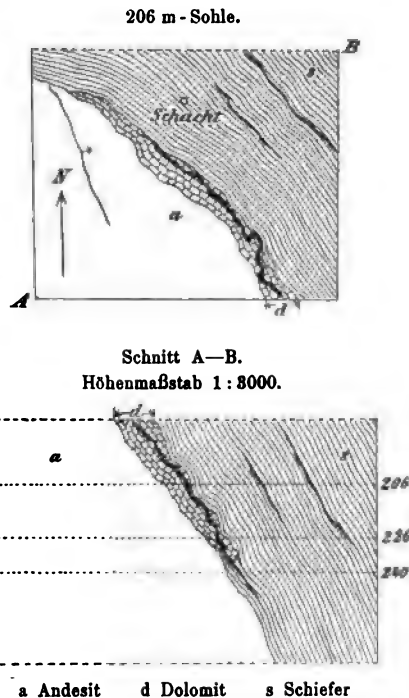 206 m - Sohle.
B
s
Schacht
N
a
A
d
Schnitt A—B.
Höhenmaßstab 1 : 3000.
d
a
s
206
226
240
a Andesit d Dolomit s Schiefer